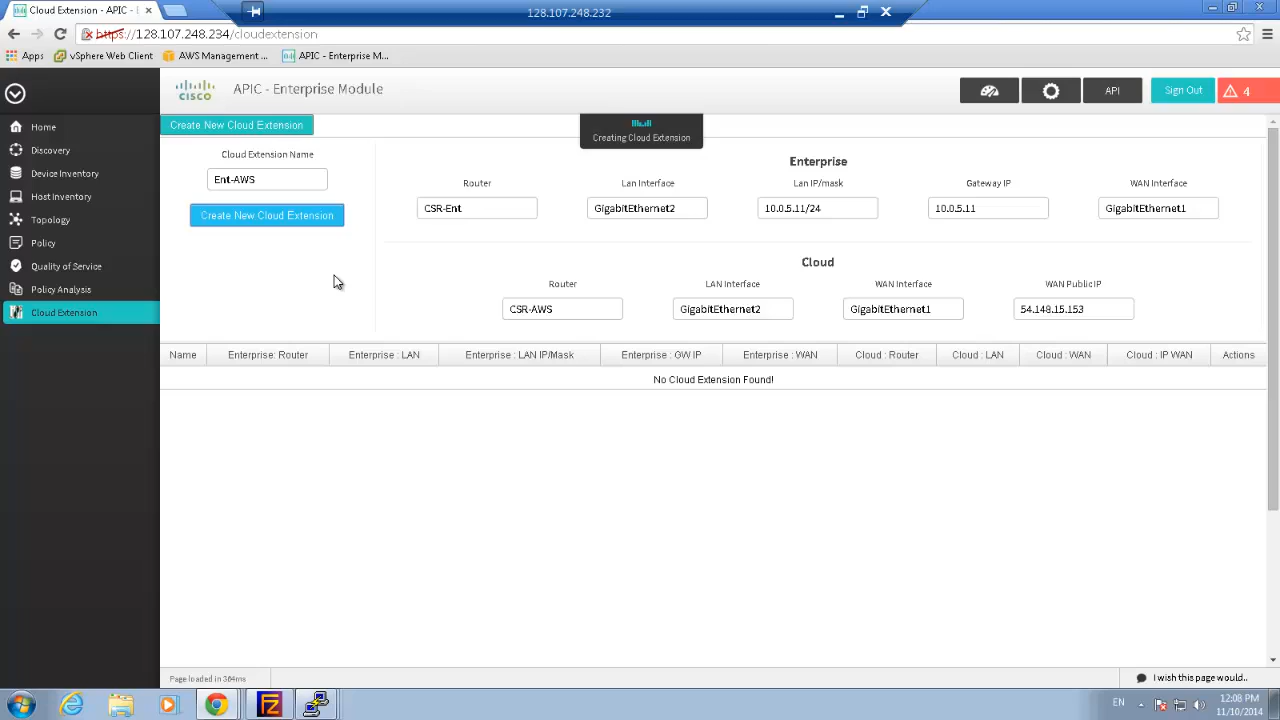 Cloud Extension - APIC - E
128.107.248.232
https://128.107.248.234/cloudextension
Apps
vSphere Web Client
AWS Management ...
APIC - Enterprise M...
CISCO
APIC - Enterprise Module
API
Sign Out
4
Create New Cloud Extension
Creating Cloud Extension
Home
Discovery
Device Inventory
Host Inventory
Topology
Policy
Quality of Service
Policy Analysis
Cloud Extension
Cloud Extension Name
Ent-AWS
Create New Cloud Extension
Enterprise
Router Lan Interface Lan IP/mask Gateway IP WAN Interface
CSR-Ent GigabitEthernet2 10.0.5.11/24 10.0.5.11 GigabitEthernet1
Cloud
Router LAN Interface WAN Interface WAN Public IP
CSR-AWS GigabitEthernet2 GigabitEthernet1 54.148.15.153
Name Enterprise: Router Enterprise : LAN Enterprise : LAN IP/Mask Enterprise : GW IP Enterprise : WAN Cloud : Router Cloud : LAN Cloud : WAN Cloud : IP WAN Actions
No Cloud Extension Found!
Page loaded in 364ms
I wish this page would..
EN
12:08 PM
11/10/2014